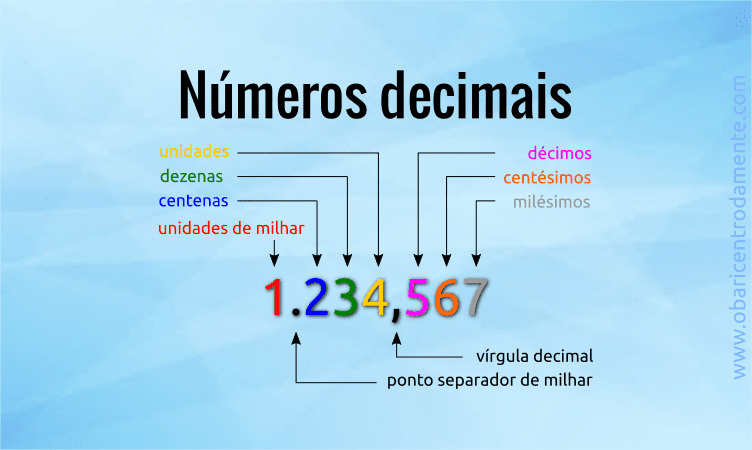 Números decimais
unidades
décimos
dezenas
centésimos
centenas
milésimos
unidades de milhar
1.234,567
vírgula decimal
ponto separador de milhar
www.obaricentrodamente.com